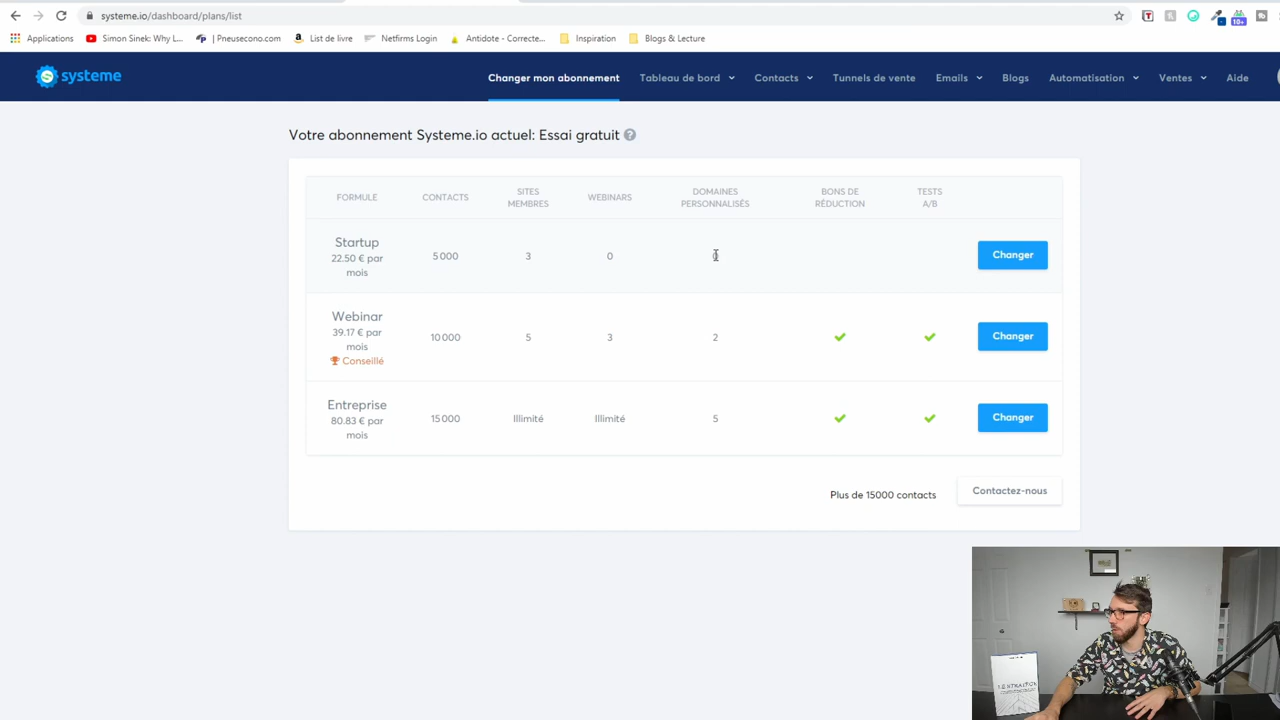 systeme.io/dashboard/plans/list
10+
Applications
Simon Sinek: Why L...
| Pneusecono.com
List de livre
Netfirms Login
Antidote - Correcte...
Inspiration
Blogs & Lecture
systeme
Changer mon abonnement
Tableau de bord
Contacts
Tunnels de vente
Emails
Blogs
Automatisation
Ventes
Aide
Votre abonnement Systeme.io actuel: Essai gratuit ?
FORMULE
CONTACTS
SITES
MEMBRES
WEBINARS
DOMAINES
PERSONNALISÉS
BONS DE
RÉDUCTION
TESTS
A/B
Startup
22.50 € par
mois
5 000
3
0
Changer
Webinar
39.17 € par
mois
Conseillé
10 000
5
3
2
Changer
Entreprise
80.83 € par
mois
15 000
Illimité
Illimité
5
Changer
Plus de 15000 contacts
Contactez-nous